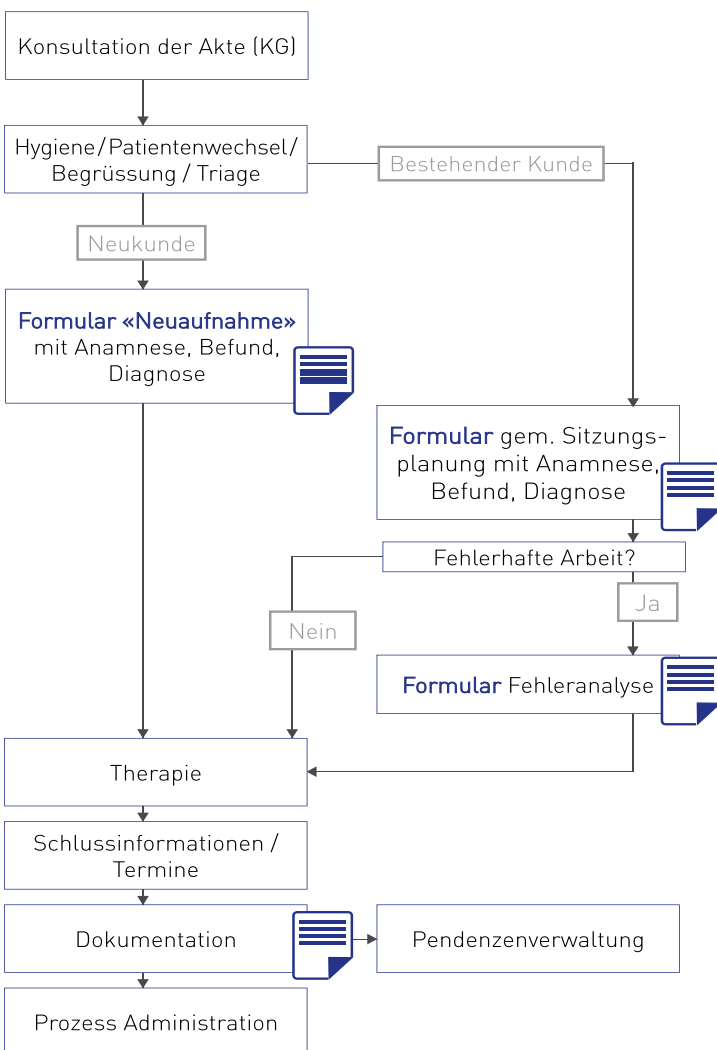 Konsultation der Akte (KG)
Hygiene/Patientenwechsel/
Begrüssung / Triage
Bestehender Kunde
Neukunde
Formular «Neuaufnahme»
mit Anamnese, Befund,
Diagnose
Formular gem. Sitzungs-
planung mit Anamnese,
Befund, Diagnose
Fehlerhafte Arbeit?
Ja
Nein
Formular Fehleranalyse
Therapie
Schlussinformationen /
Termine
Dokumentation
Pendenzenverwaltung
Prozess Administration